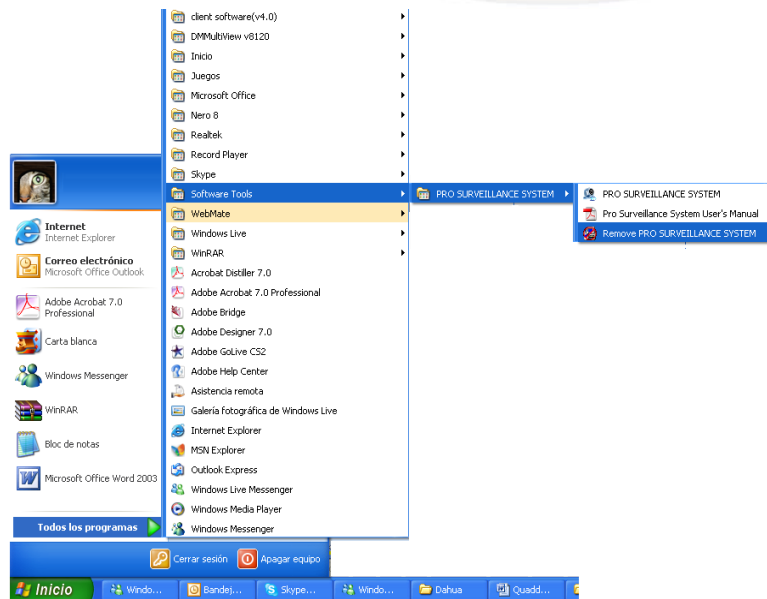 client software(v4.0)
DMMultiView v8120
Inicio
Juegos
Microsoft Office
Nero 8
Realtek
Record Player
Skype
Software Tools
WebMate
Windows Live
WinRAR
Acrobat Distiller 7.0
Adobe Acrobat 7.0 Professional
Adobe Bridge
Adobe Designer 7.0
Adobe GoLive CS2
Adobe Help Center
Asistencia remota
Galería fotográfica de Windows Live
Internet Explorer
MSN Explorer
Outlook Express
Windows Live Messenger
Windows Media Player
Windows Messenger
PRO SURVEILLANCE SYSTEM
PRO SURVEILLANCE SYSTEM
Pro Surveillance System User's Manual
Remove PRO SURVEILLANCE SYSTEM
Internet
Internet Explorer
Correo electrónico
Microsoft Office Outlook
Adobe Acrobat 7.0
Professional
Carta blanca
Windows Messenger
WinRAR
Bloc de notas
Microsoft Office Word 2003
Todos los programas
Cerrar sesión
Apagar equipo
Inicio
Windo...
Bandej...
Skype...
Windo...
Dahua
Quadd...